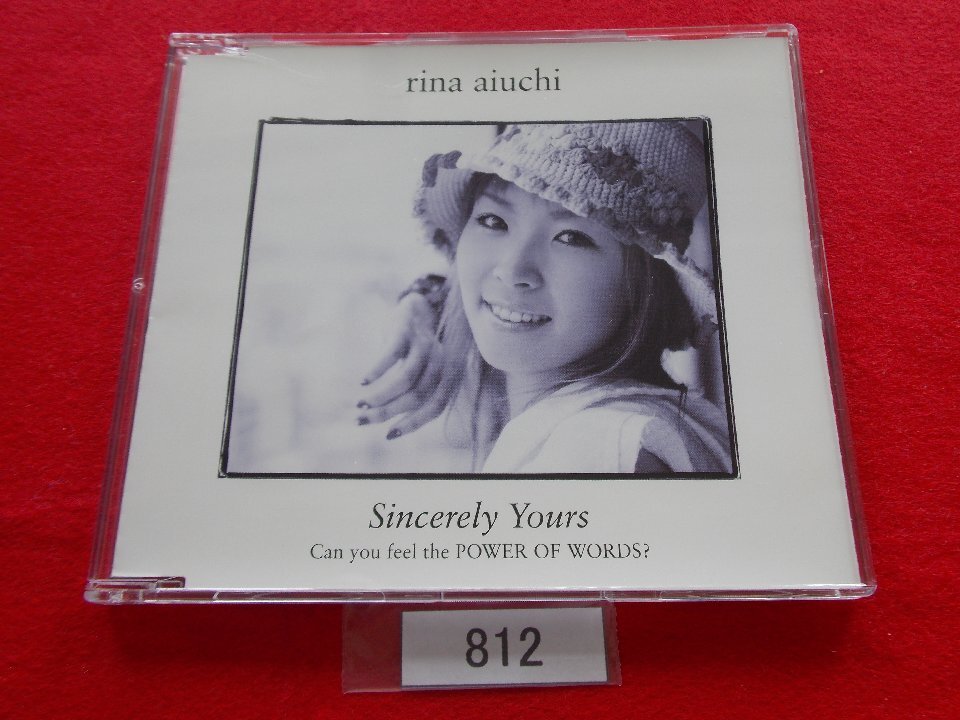 rina aiuchi
Sincerely Yours
Can you feel the POWER OF WORDS?
812